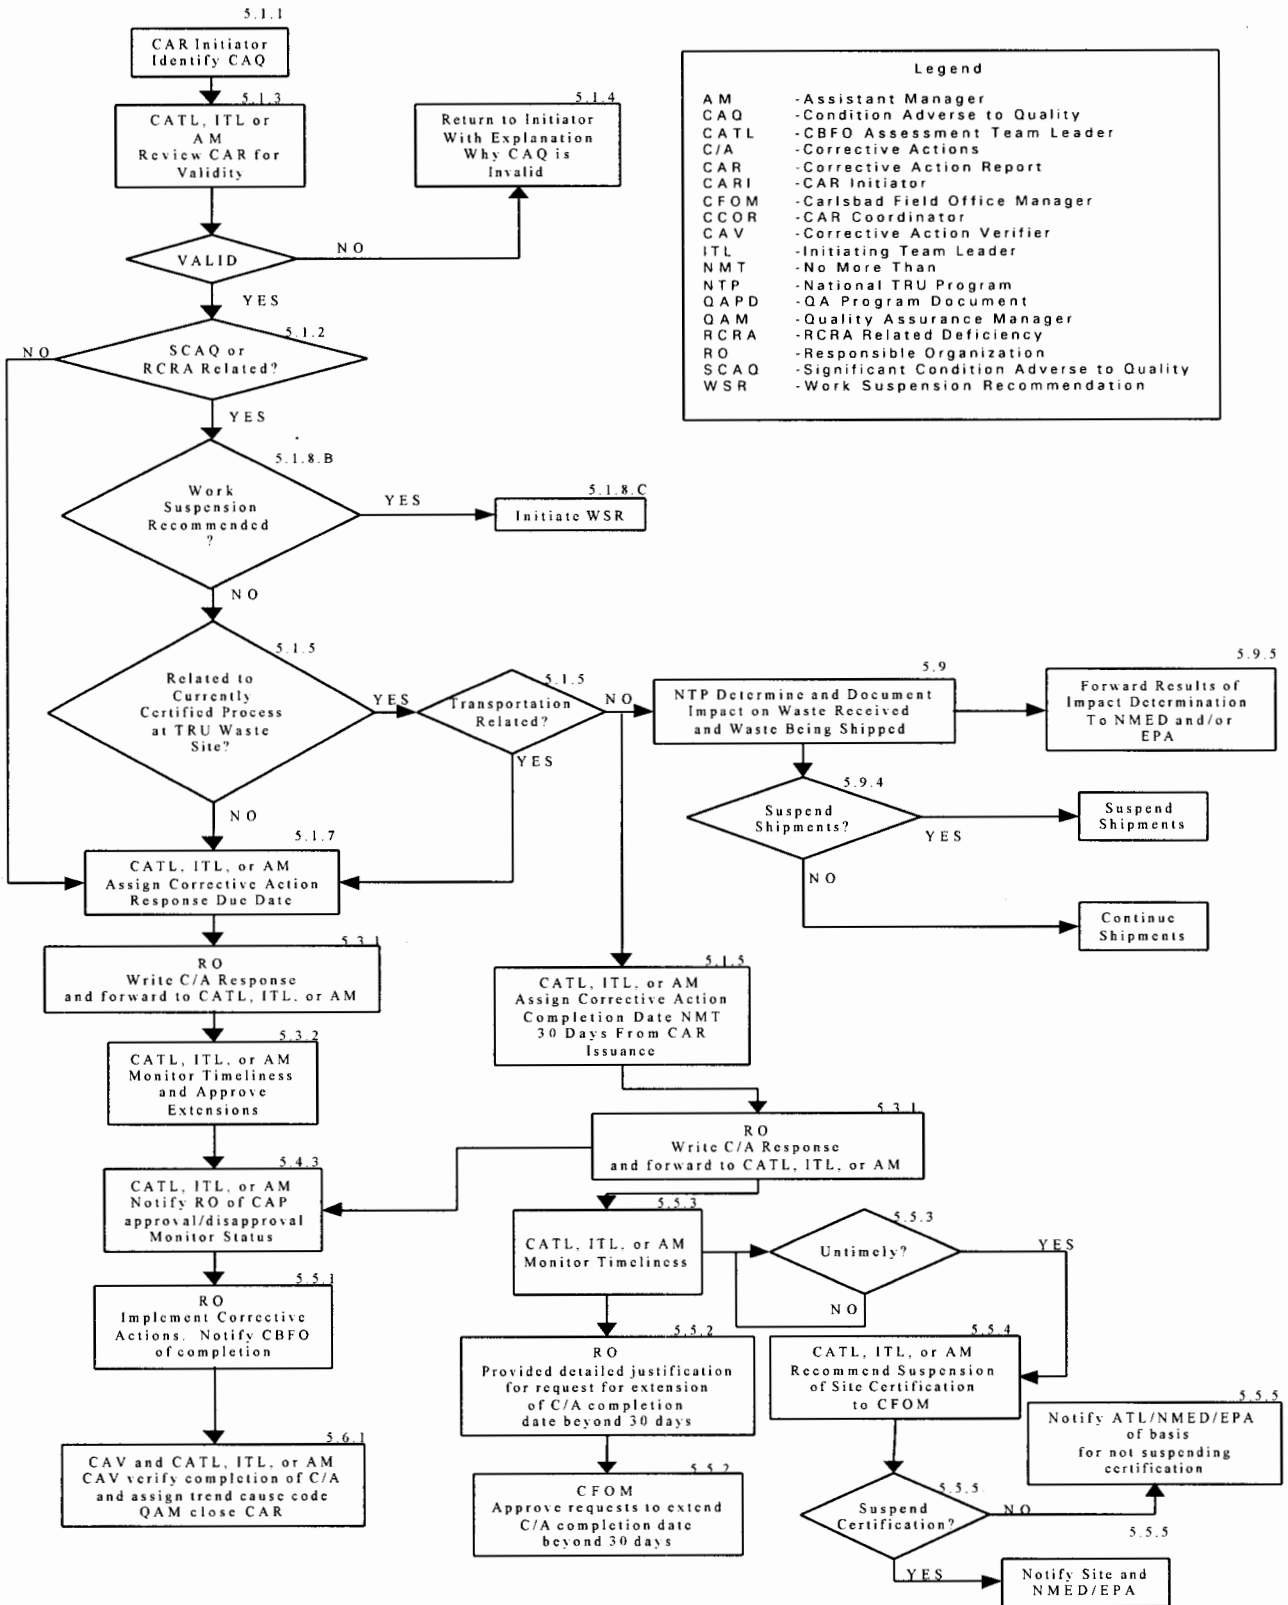 5.1.1
CAR Initiator
Identify CAQ
5.1.3
CATL, ITL or
AM
Review CAR for
Validity
5.1.4
Return to Initiator
With Explanation
Why CAQ is
Invalid
Legend
AM -Assistant Manager
CAQ -Condition Adverse to Quality
CATL -CBFO Assessment Team Leader
C/A -Corrective Actions
CAR -Corrective Action Report
CARI -CAR Initiator
CFOM -Carlsbad Field Office Manager
CCOR -CAR Coordinator
CAV -Corrective Action Verifier
ITL -Initiating Team Leader
NMT -No More Than
NTP -National TRU Program
QAPD -QA Program Document
QAM -Quality Assurance Manager
RCRA -RCRA Related Deficiency
RO -Responsible Organization
SCAQ -Significant Condition Adverse to Quality
WSR -Work Suspension Recommendation
VALID
NO
YES
5.1.2
NO
SCAQ or
RCRA Related?
YES
5.1.8.B
Work
Suspension
Recommended
?
YES
5.1.8.C
Initiate WSR
NO
5.1.5
Related to
Currently
Certified Process
at TRU Waste
Site?
YES
5.1.5
Transportation
Related?
NO
YES
5.9
NTP Determine and Document
Impact on Waste Received
and Waste Being Shipped
5.9.5
Forward Results of
Impact Determination
To NMED and/or
EPA
5.9.4
Suspend
Shipments?
YES
Suspend
Shipments
NO
Continue
Shipments
NO
5.1.7
CATL, ITL, or AM
Assign Corrective Action
Response Due Date
5.3.1
RO
Write C/A Response
and forward to CATL, ITL, or AM
5.1.5
CATL, ITL, or AM
Assign Corrective Action
Completion Date NMT
30 Days From CAR
Issuance
5.3.2
CATL, ITL, or AM
Monitor Timeliness
and Approve
Extensions
5.3.1
RO
Write C/A Response
and forward to CATL, ITL, or AM
5.4.3
CATL, ITL, or AM
Notify RO of CAP
approval/disapproval
Monitor Status
5.5.3
CATL, ITL, or AM
Monitor Timeliness
5.5.3
Untimely?
YES
NO
5.5.1
RO
Implement Corrective
Actions. Notify CBFO
of completion
5.5.2
RO
Provided detailed justification
for request for extension
of C/A completion
date beyond 30 days
5.5.4
CATL, ITL, or AM
Recommend Suspension
of Site Certification
to CFOM
5.5.5
Notify ATL/NMED/EPA
of basis
for not suspending
certification
5.6.1
CAV and CATL, ITL, or AM
CAV verify completion of C/A
and assign trend cause code
QAM close CAR
5.5.2
CFOM
Approve requests to extend
C/A completion date
beyond 30 days
5.5.5
Suspend
Certification?
NO
5.5.5
YES
Notify Site and
NMED/EPA